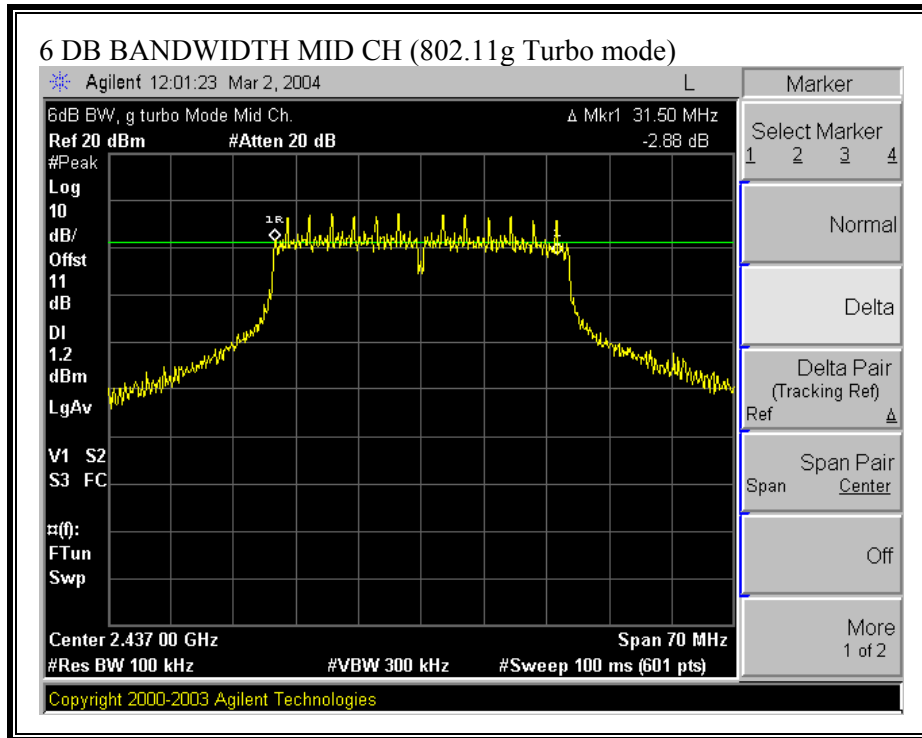 6 DB BANDWIDTH MID CH (802.11g Turbo mode)
Agilent 12:01:23 Mar 2, 2004 L
6dB BW, g turbo Mode Mid Ch. Δ Mkr1 31.50 MHz
Ref 20 dBm #Atten 20 dB -2.88 dB
#Peak
Log
10
dB/
Offst
11
dB
DI
1.2
dBm
LgAv
V1 S2
S3 FC
¤(f):
FTun
Swp
1R
1
Center 2.437 00 GHz Span 70 MHz
#Res BW 100 kHz #VBW 300 kHz #Sweep 100 ms (601 pts)
Copyright 2000-2003 Agilent Technologies
Marker
Select Marker
1 2 3 4
Normal
Delta
Delta Pair
(Tracking Ref)
Ref Δ
Span Pair
Span Center
Off
More
1 of 2